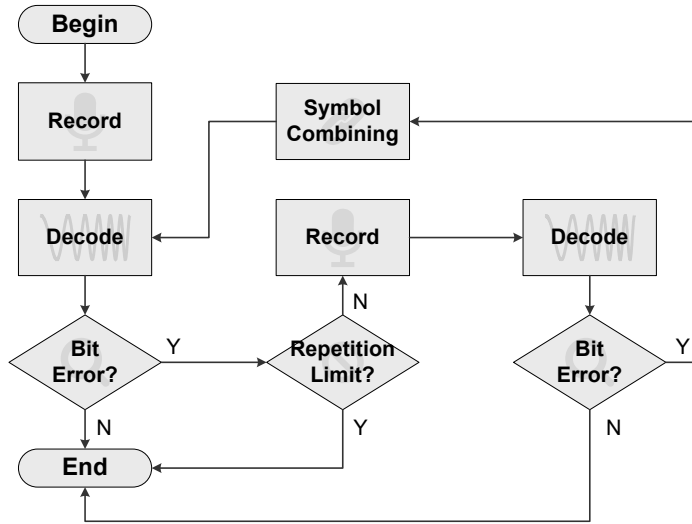 Begin
Record
Symbol
Combining
Decode
Record
Decode
N
Bit
Error?
Y
Repetition
Limit?
Bit
Error?
Y
N
Y
N
End